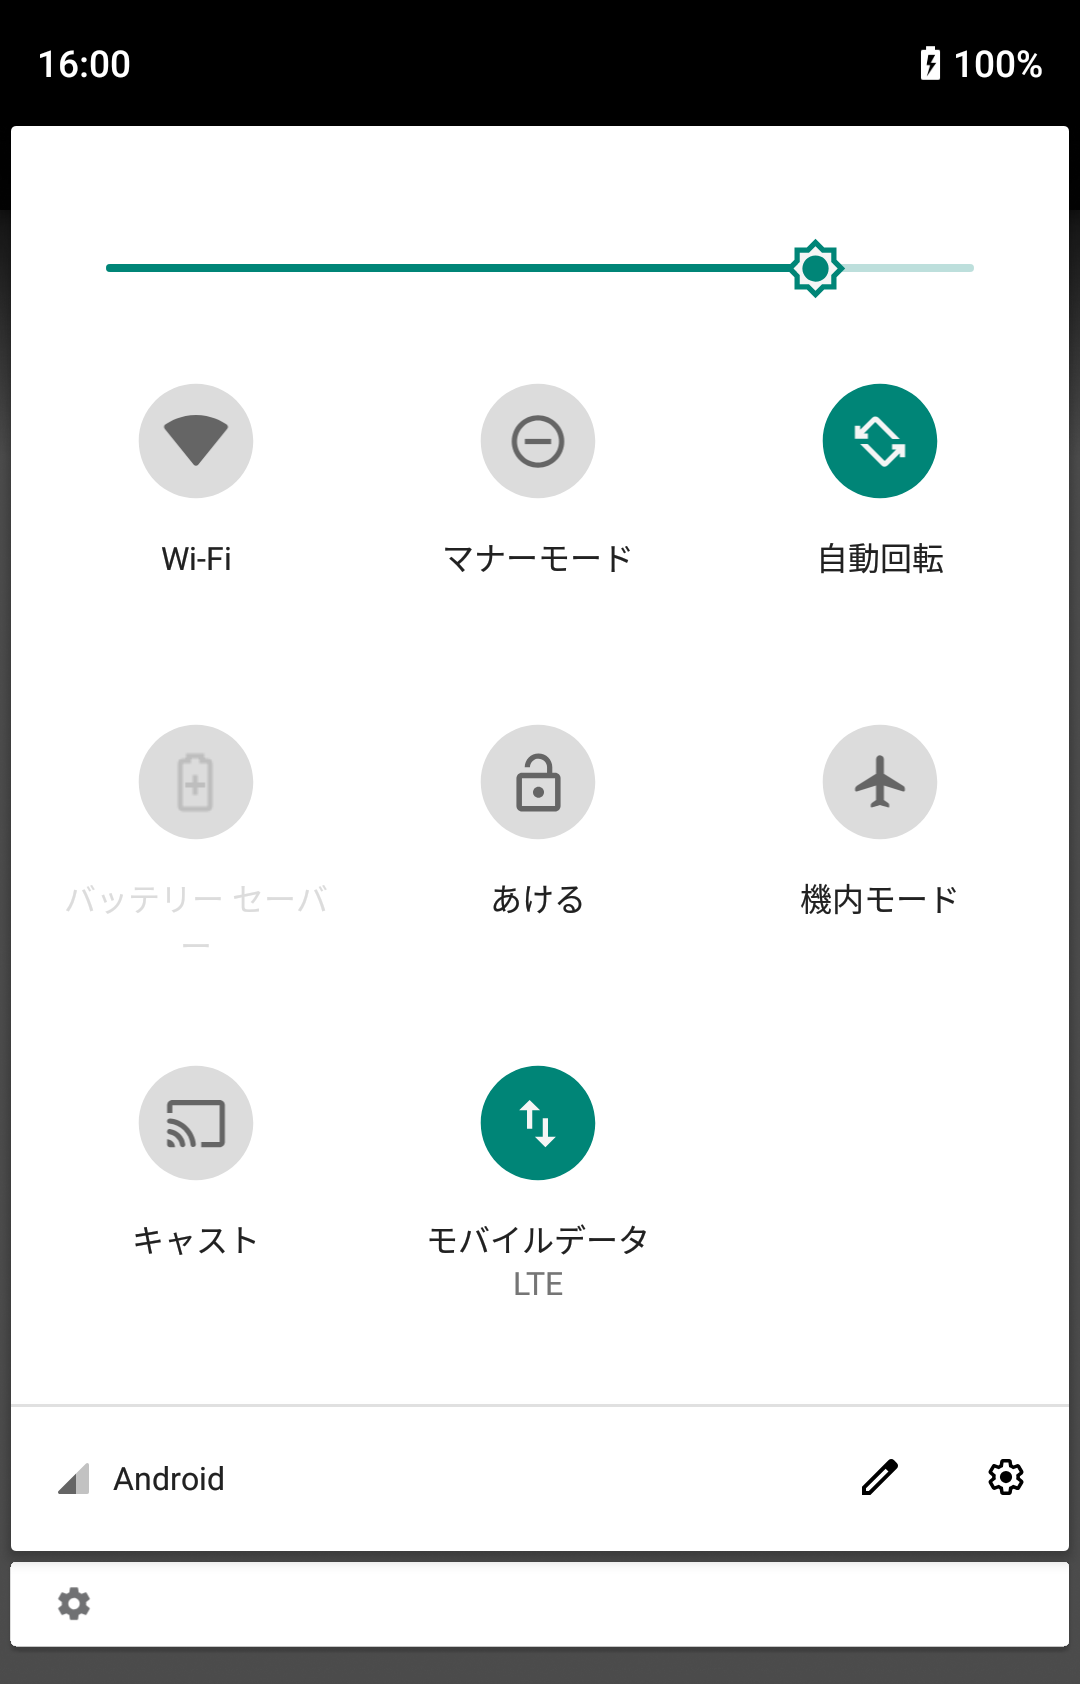 16:00
100%
Wi-Fi
マナーモード
自動回転
バッテリー セーバ
ー
あける
機内モード
キャスト
モバイルデータ
LTE
Android